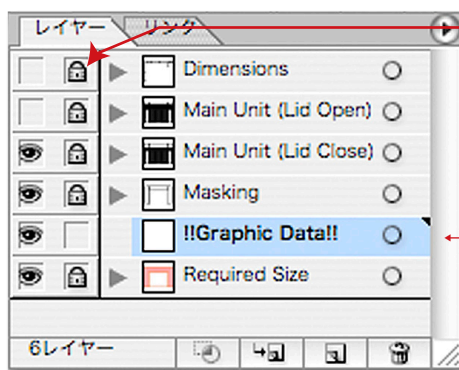 レイヤー リンク
Dimensions
Main Unit (Lid Open)
Main Unit (Lid Close)
Masking
!!Graphic Data!!
Required Size
6レイヤー